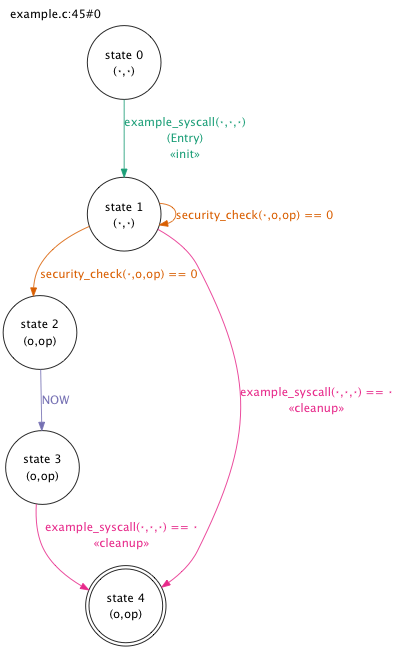 example.c:45#0
state 0
(·,·)
example_syscall(·,·,·)
(Entry)
«init»
state 1
(·,·)
security_check(·,o,op) == 0
security_check(·,o,op) == 0
state 2
(o,op)
NOW
example_syscall(·,·,·) == ·
«cleanup»
state 3
(o,op)
example_syscall(·,·,·) == ·
«cleanup»
state 4
(o,op)